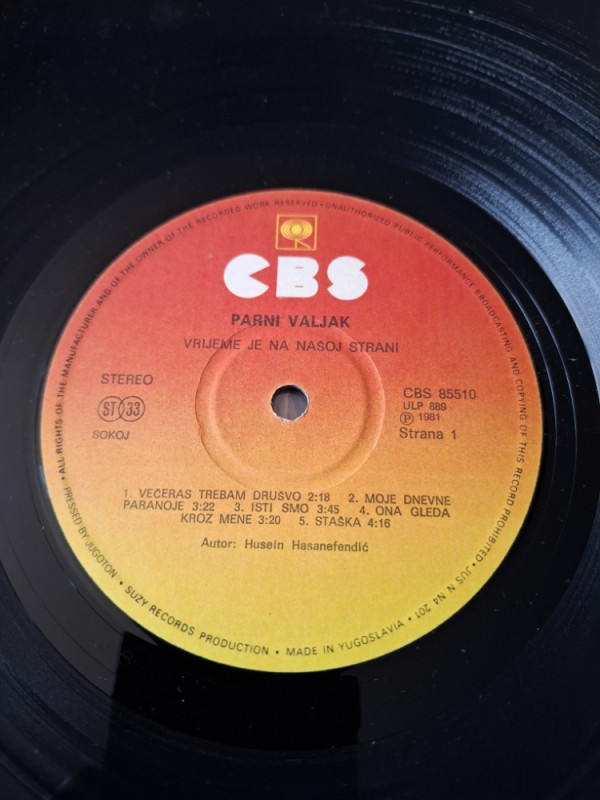 CBS
PARNI VALJAK
VRIJEME JE NA NAŠOJ STRANI
STEREO
ST 33
SOKOJ
CBS 85510
ULP 889
Ⓟ 1981
Strana 1
1. VEČERAS TREBAM DRUŠVO 2:18 2. MOJE DNEVNE
PARANOJE 3:22 3. ISTI SMO 3:45 4. ONA GLEDA
KROZ MENE 3:20 5. STAŠKA 4:16
Autor: Husein Hasanefendić
• ALL RIGHTS OF THE MANUFACTURER AND OF THE OWNER OF THE RECORDED WORK RESERVED • UNAUTHORIZED PUBLIC PERFORMANCE BROADCASTING AND COPYING OF THIS RECORD PROHIBITED • JUS N N4 201
PRESSED BY JUGOTON • SUZY RECORDS PRODUCTION • MADE IN YUGOSLAVIA •